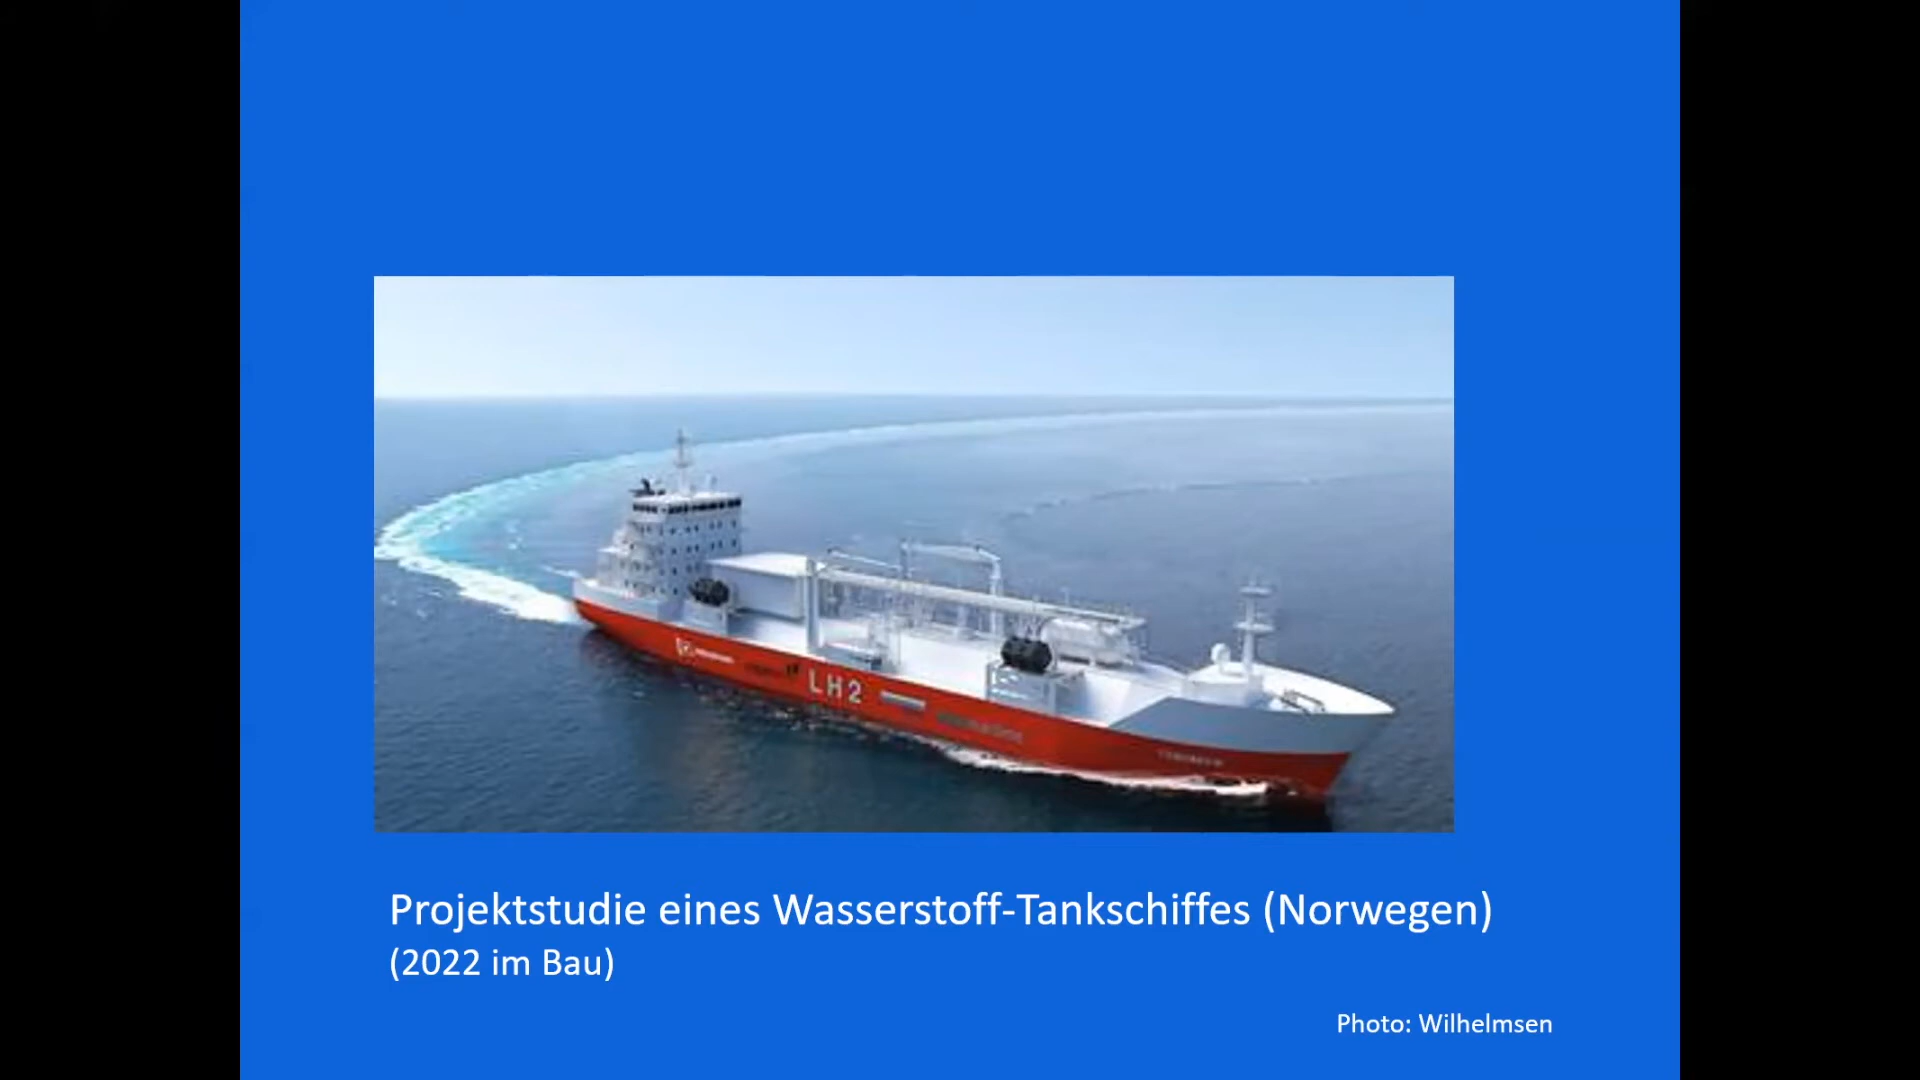 LH2
Projektstudie eines Wasserstoff-Tankschiffes (Norwegen)
(2022 im Bau)
Photo: Wilhelmsen